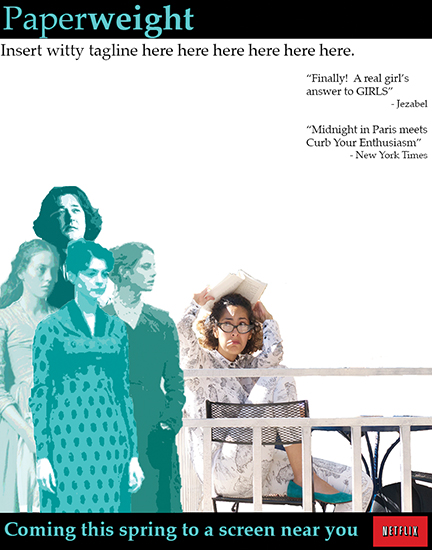 Paperweight
Insert witty tagline here here here here here here.
“Finally!  A real girl’s
answer to GIRLS”
- Jezabel
“Midnight in Paris meets
Curb Your Enthusiasm”
- New York Times
Coming this spring to a screen near you
NETFLIX